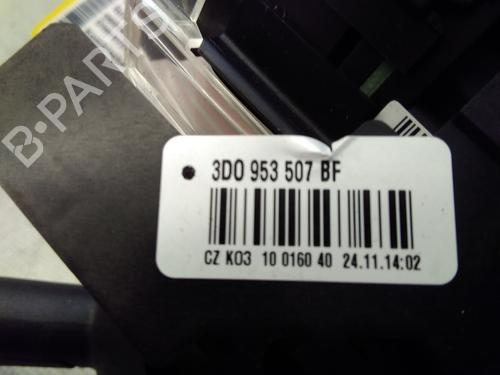 B-PARTS
3D0 953 507 BF
CZ K03 10 0160 40 24.11.14:02